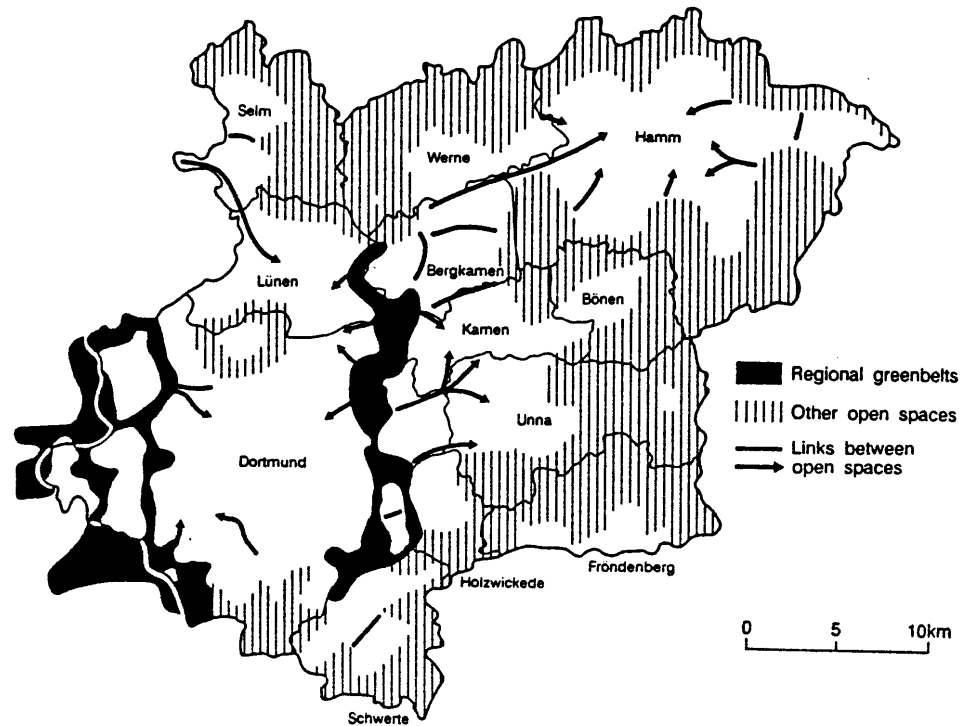 Selm
Werne
Hamm
Lünen
Bergkamen
Bönen
Kamen
Regional greenbelts
Other open spaces
Links between
open spaces
Unna
Dortmund
Holzwickede
Fröndenberg
Schwerte
0 5 10km